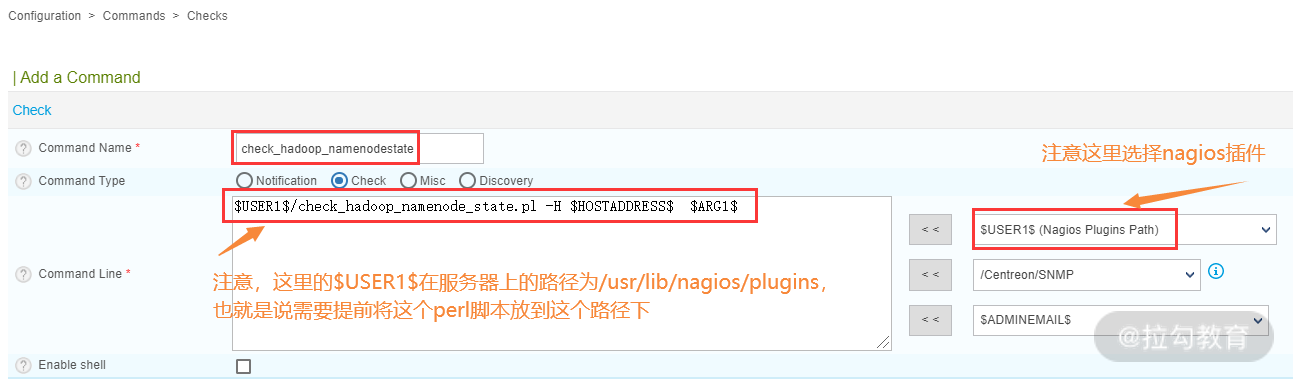 Configuration > Commands > Checks
| Add a Command
Check
Command Name *
check_hadoop_namenodestate
注意这里选择nagios插件
Command Type
Notification Check Misc Discovery
$USER1$/check_hadoop_namenode_state.pl -H $HOSTADDRESS$ $ARG1$
<< $USER1$ (Nagios Plugins Path)
Command Line *
注意，这里的$USER1$在服务器上的路径为/usr/lib/nagios/plugins，
也就是说需要提前将这个perl脚本放到这个路径下
<< /Centreon/SNMP
<< $ADMINEMAIL$
@拉勾教育
Enable shell